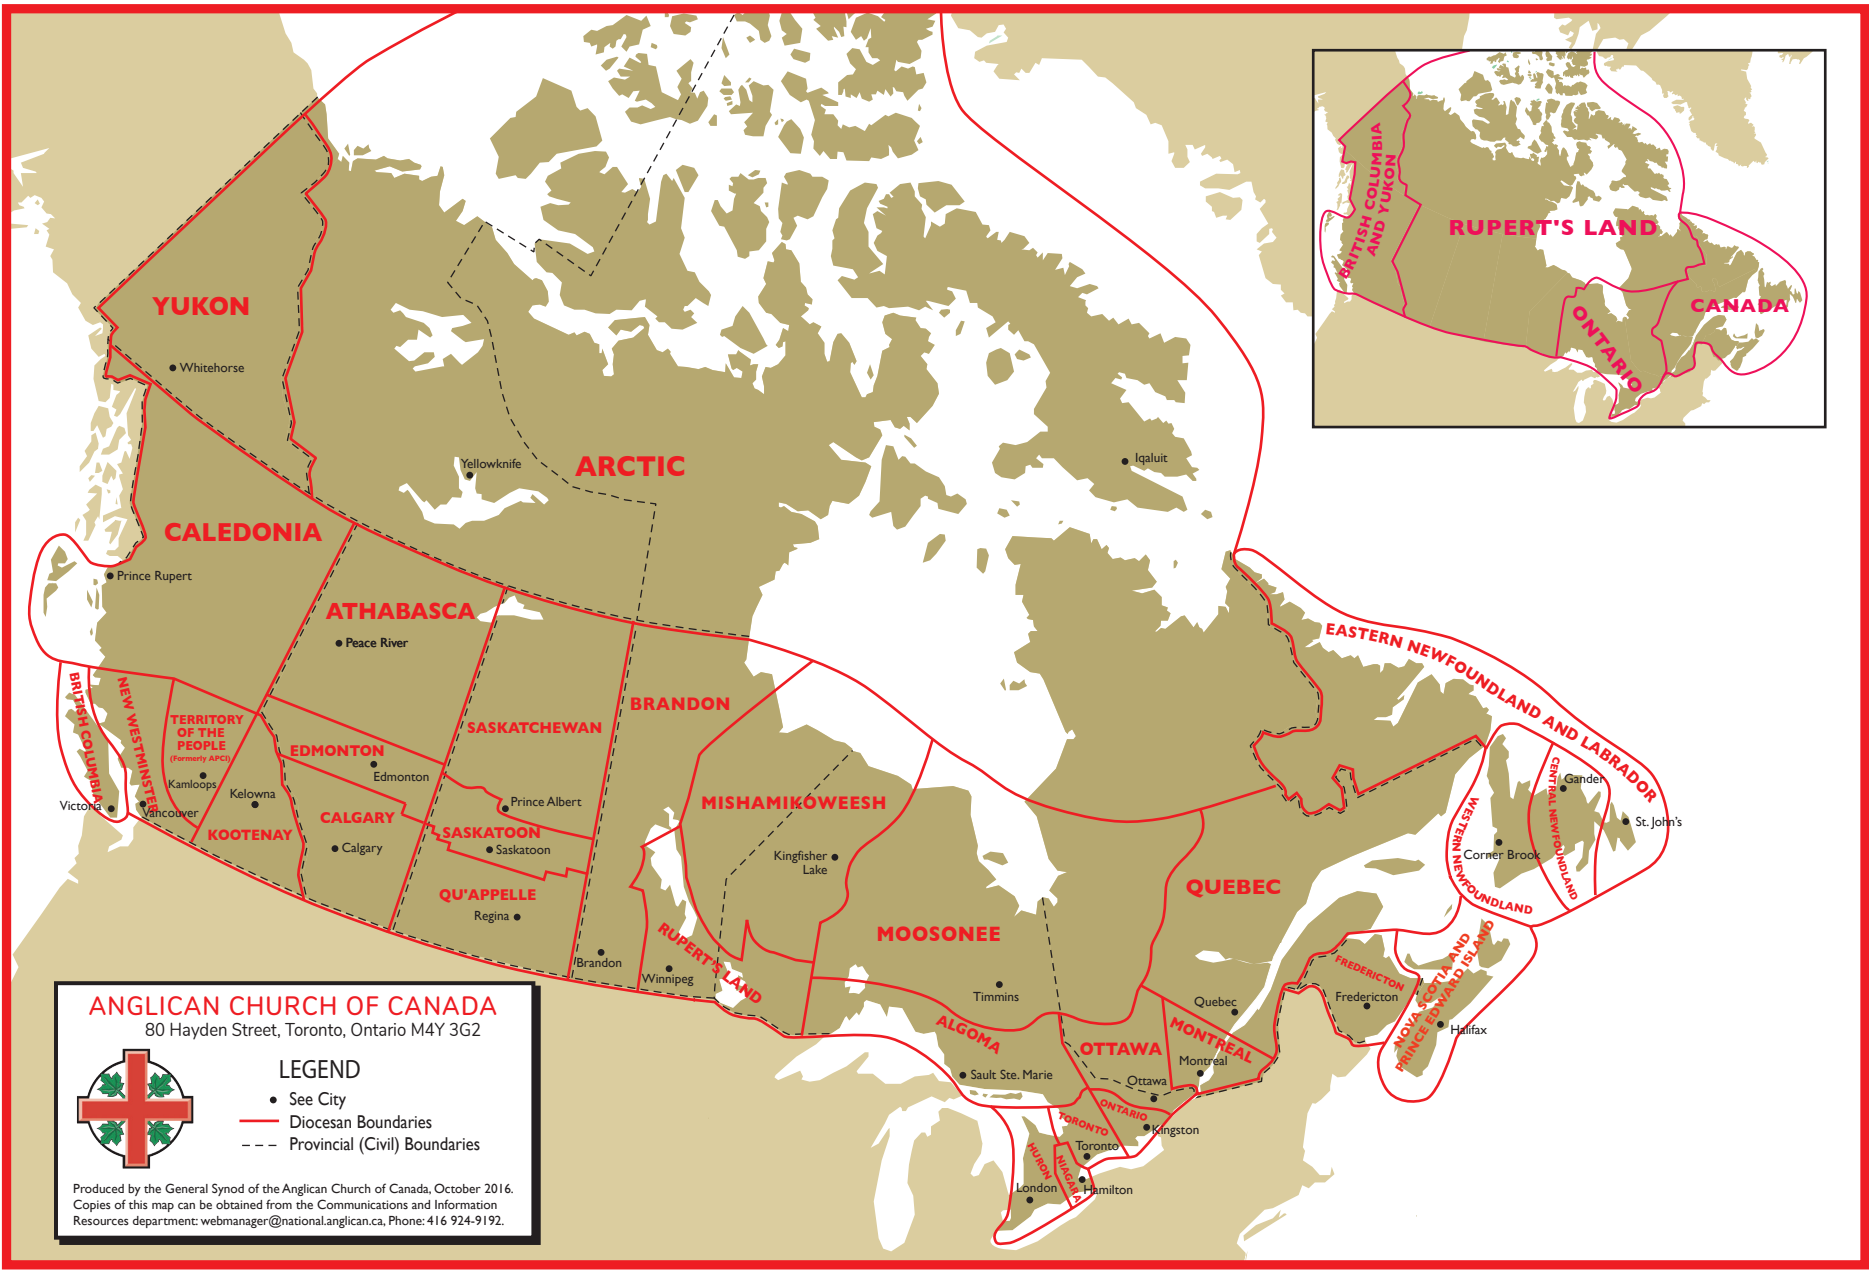 YUKON
Whitehorse
ARCTIC
Yellowknife
Iqaluit
CALEDONIA
Prince Rupert
ATHABASCA
Peace River
BRITISH COLUMBIA
Victoria
NEW WESTMINSTER
Vancouver
TERRITORY
OF THE
PEOPLE
(Formerly APCI)
Kamloops
Kelowna
KOOTENAY
EDMONTON
Edmonton
CALGARY
Calgary
SASKATCHEWAN
Prince Albert
SASKATOON
Saskatoon
QU'APPELLE
Regina
BRANDON
Brandon
RUPERT'S LAND
Winnipeg
MISHAMIKOWEESH
Kingfisher
Lake
MOOSONEE
Timmins
ALGOMA
Sault Ste. Marie
QUEBEC
Quebec
MONTREAL
Montreal
OTTAWA
Ottawa
ONTARIO
Kingston
TORONTO
Toronto
HURON
London
NIAGARA
Hamilton
FREDERICTON
Fredericton
NOVA SCOTIA AND
PRINCE EDWARD ISLAND
Halifax
EASTERN NEWFOUNDLAND AND LABRADOR
St. John's
CENTRAL NEWFOUNDLAND
Gander
WESTERN NEWFOUNDLAND
Corner Brook
BRITISH COLUMBIA
AND YUKON
RUPERT'S LAND
ONTARIO
CANADA
ANGLICAN CHURCH OF CANADA
80 Hayden Street, Toronto, Ontario M4Y 3G2
LEGEND
See City
Diocesan Boundaries
Provincial (Civil) Boundaries
Produced by the General Synod of the Anglican Church of Canada, October 2016.
Copies of this map can be obtained from the Communications and Information
Resources department: webmanager@national.anglican.ca, Phone: 416 924-9192.